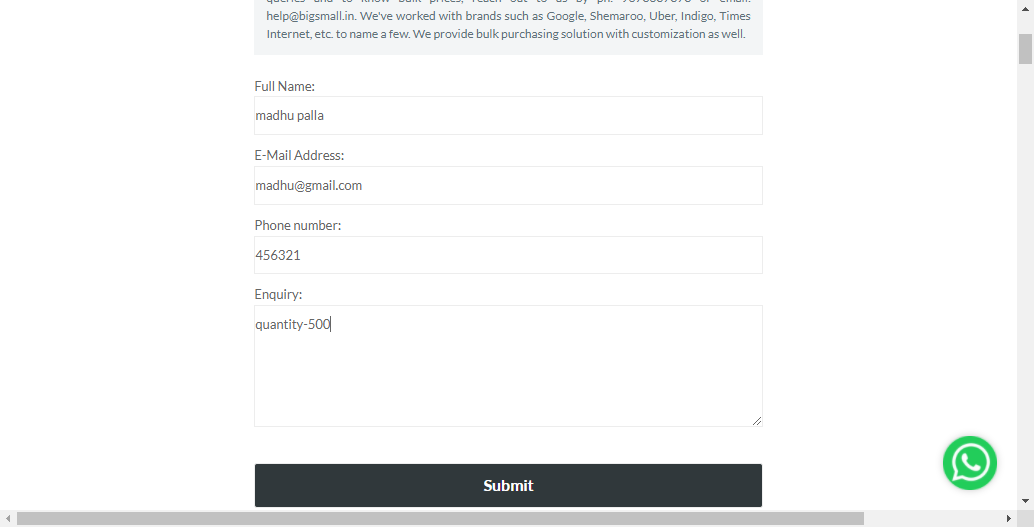 help@bigsmall.in. We've worked with brands such as Google, Shemaroo, Uber, Indigo, Times
Internet, etc. to name a few. We provide bulk purchasing solution with customization as well.
Full Name:
madhu palla
E-Mail Address:
madhu@gmail.com
Phone number:
456321
Enquiry:
quantity-500
Submit